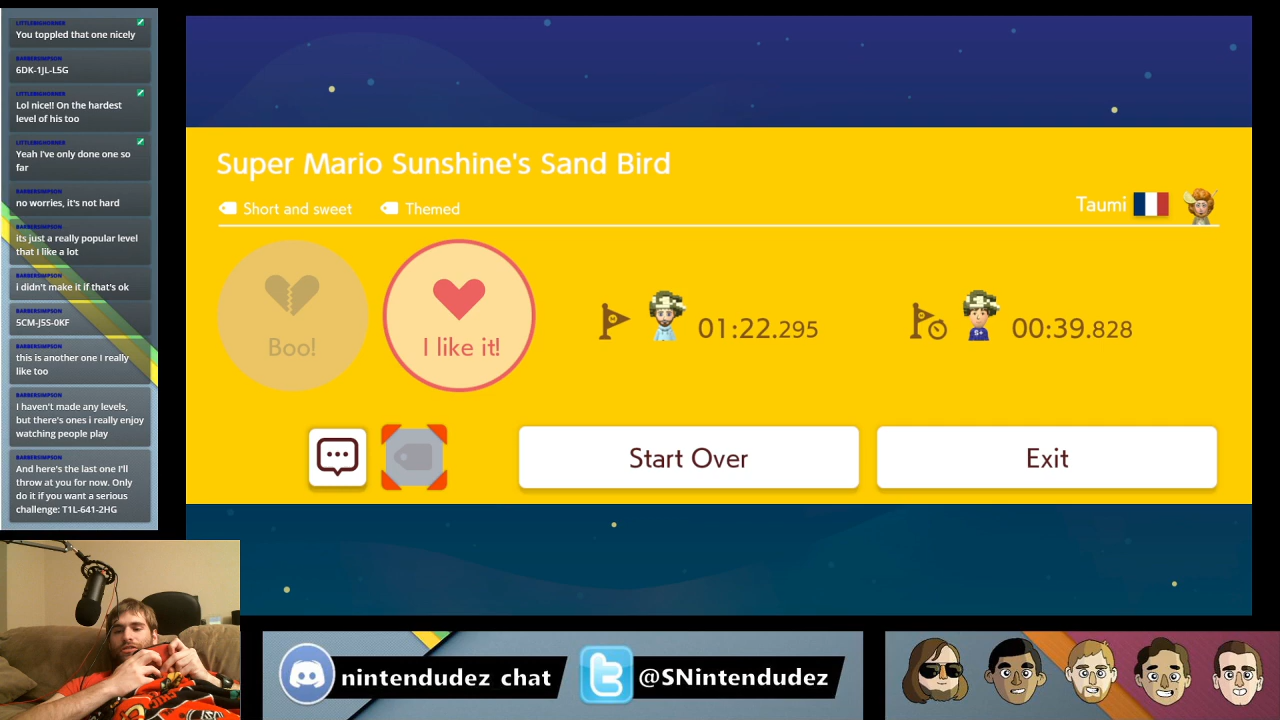 LITTLEBIGHORNER
You toppled that one nicely
BARBERSIMPSON
6DK-1JL-L5G
LITTLEBIGHORNER
Lol nice!! On the hardest
level of his too
LITTLEBIGHORNER
Yeah I've only done one so
far
BARBERSIMPSON
no worries, it's not hard
BARBERSIMPSON
its just a really popular level
that I like a lot
BARBERSIMPSON
i didn't make it if that's ok
BARBERSIMPSON
5CM-J5S-0KF
BARBERSIMPSON
this is another one I really
like too
BARBERSIMPSON
I haven't made any levels,
but there's ones i really enjoy
watching people play
BARBERSIMPSON
And here's the last one I'll
throw at you for now. Only
do it if you want a serious
challenge: T1L-641-2HG
Super Mario Sunshine's Sand Bird
Short and sweet Themed
Taumi
Boo!
I like it!
01:22.295
00:39.828
Start Over
Exit
nintendudez chat
@SNintendudez